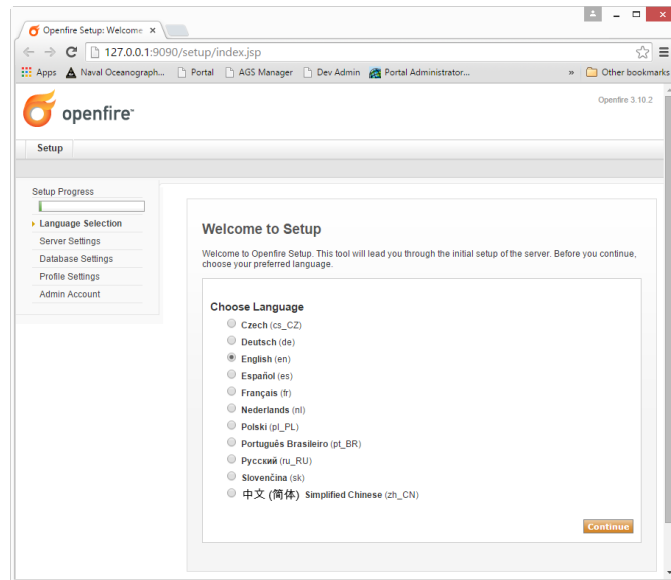 Openfire Setup: Welcome
127.0.0.1:9090/setup/index.jsp
Apps Naval Oceanograph... Portal AGS Manager Dev Admin Portal Administrator... » Other bookmarks
openfire™
Openfire 3.10.2
Setup
Setup Progress
Language Selection
Server Settings
Database Settings
Profile Settings
Admin Account
Welcome to Setup
Welcome to Openfire Setup. This tool will lead you through the initial setup of the server. Before you continue,
choose your preferred language.
Choose Language
Czech (cs_CZ)
Deutsch (de)
English (en)
Español (es)
Français (fr)
Nederlands (nl)
Polski (pl_PL)
Português Brasileiro (pt_BR)
Русский (ru_RU)
Slovenčina (sk)
中文 (简体) Simplified Chinese (zh_CN)
Continue